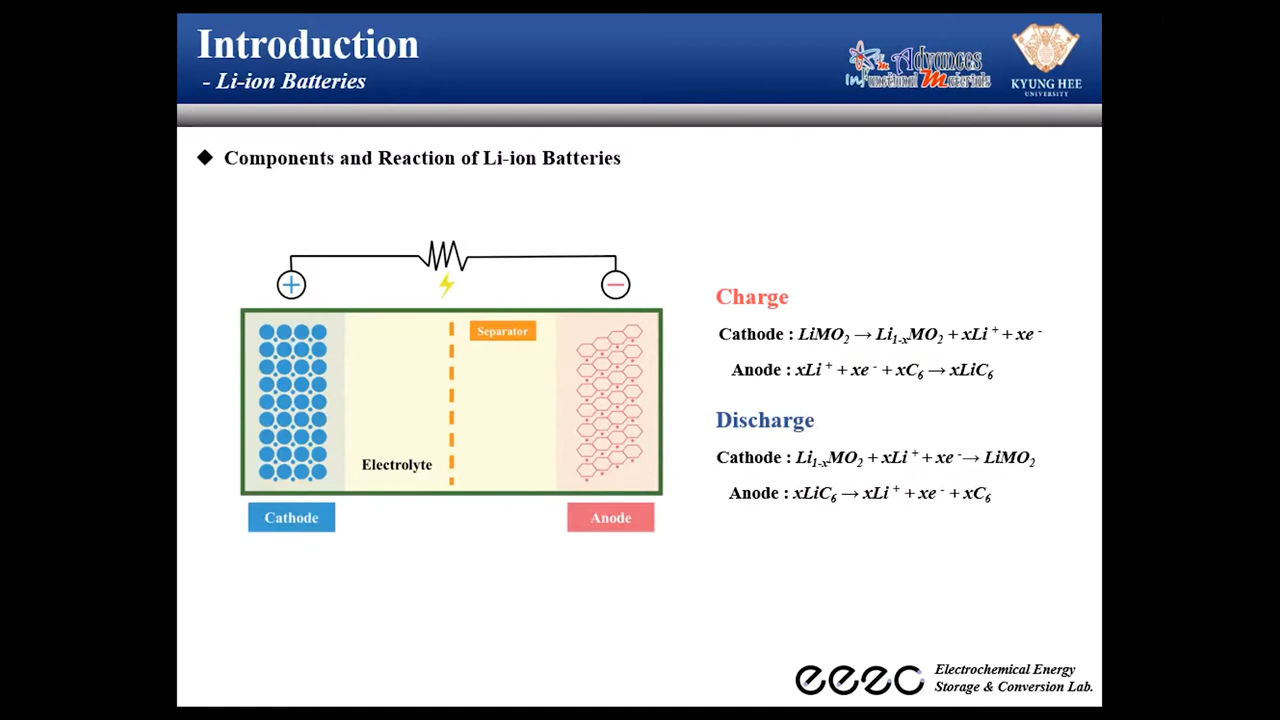 Introduction
- Li-ion Batteries
Advances
in Functional Materials
KYUNG HEE
UNIVERSITY
◆ Components and Reaction of Li-ion Batteries
+
−
Separator
Electrolyte
Cathode
Anode
Charge
Cathode : LiMO₂ → Li₁₋ₓMO₂ + xLi⁺ + xe⁻
Anode : xLi⁺ + xe⁻ + xC₆ → xLiC₆
Discharge
Cathode : Li₁₋ₓMO₂ + xLi⁺ + xe⁻ → LiMO₂
Anode : xLiC₆ → xLi⁺ + xe⁻ + xC₆
eesc
Electrochemical Energy
Storage & Conversion Lab.